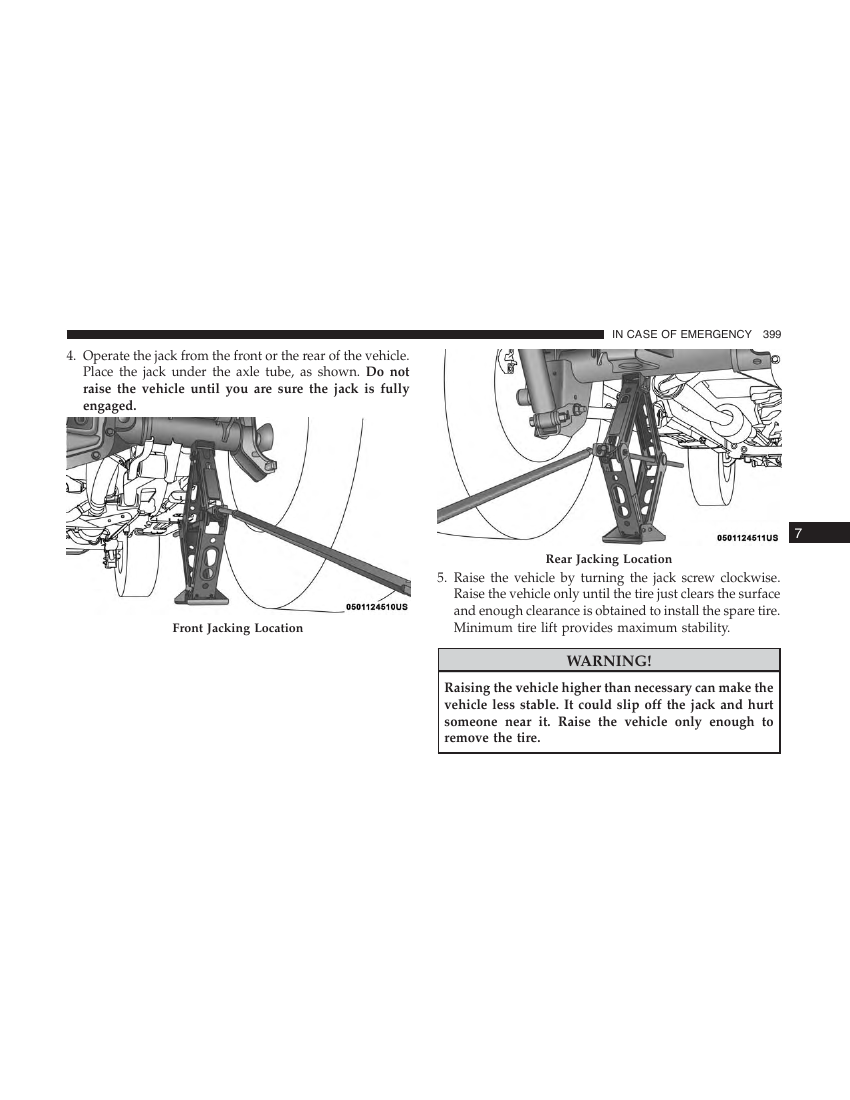 IN CASE OF EMERGENCY 399
4. Operate the jack from the front or the rear of the vehicle.
Place the jack under the axle tube, as shown. Do not
raise the vehicle until you are sure the jack is fully
engaged.
0501124510US
Front Jacking Location
0501124511US
Rear Jacking Location
5. Raise the vehicle by turning the jack screw clockwise.
Raise the vehicle only until the tire just clears the surface
and enough clearance is obtained to install the spare tire.
Minimum tire lift provides maximum stability.
WARNING!
Raising the vehicle higher than necessary can make the
vehicle less stable. It could slip off the jack and hurt
someone near it. Raise the vehicle only enough to
remove the tire.
7